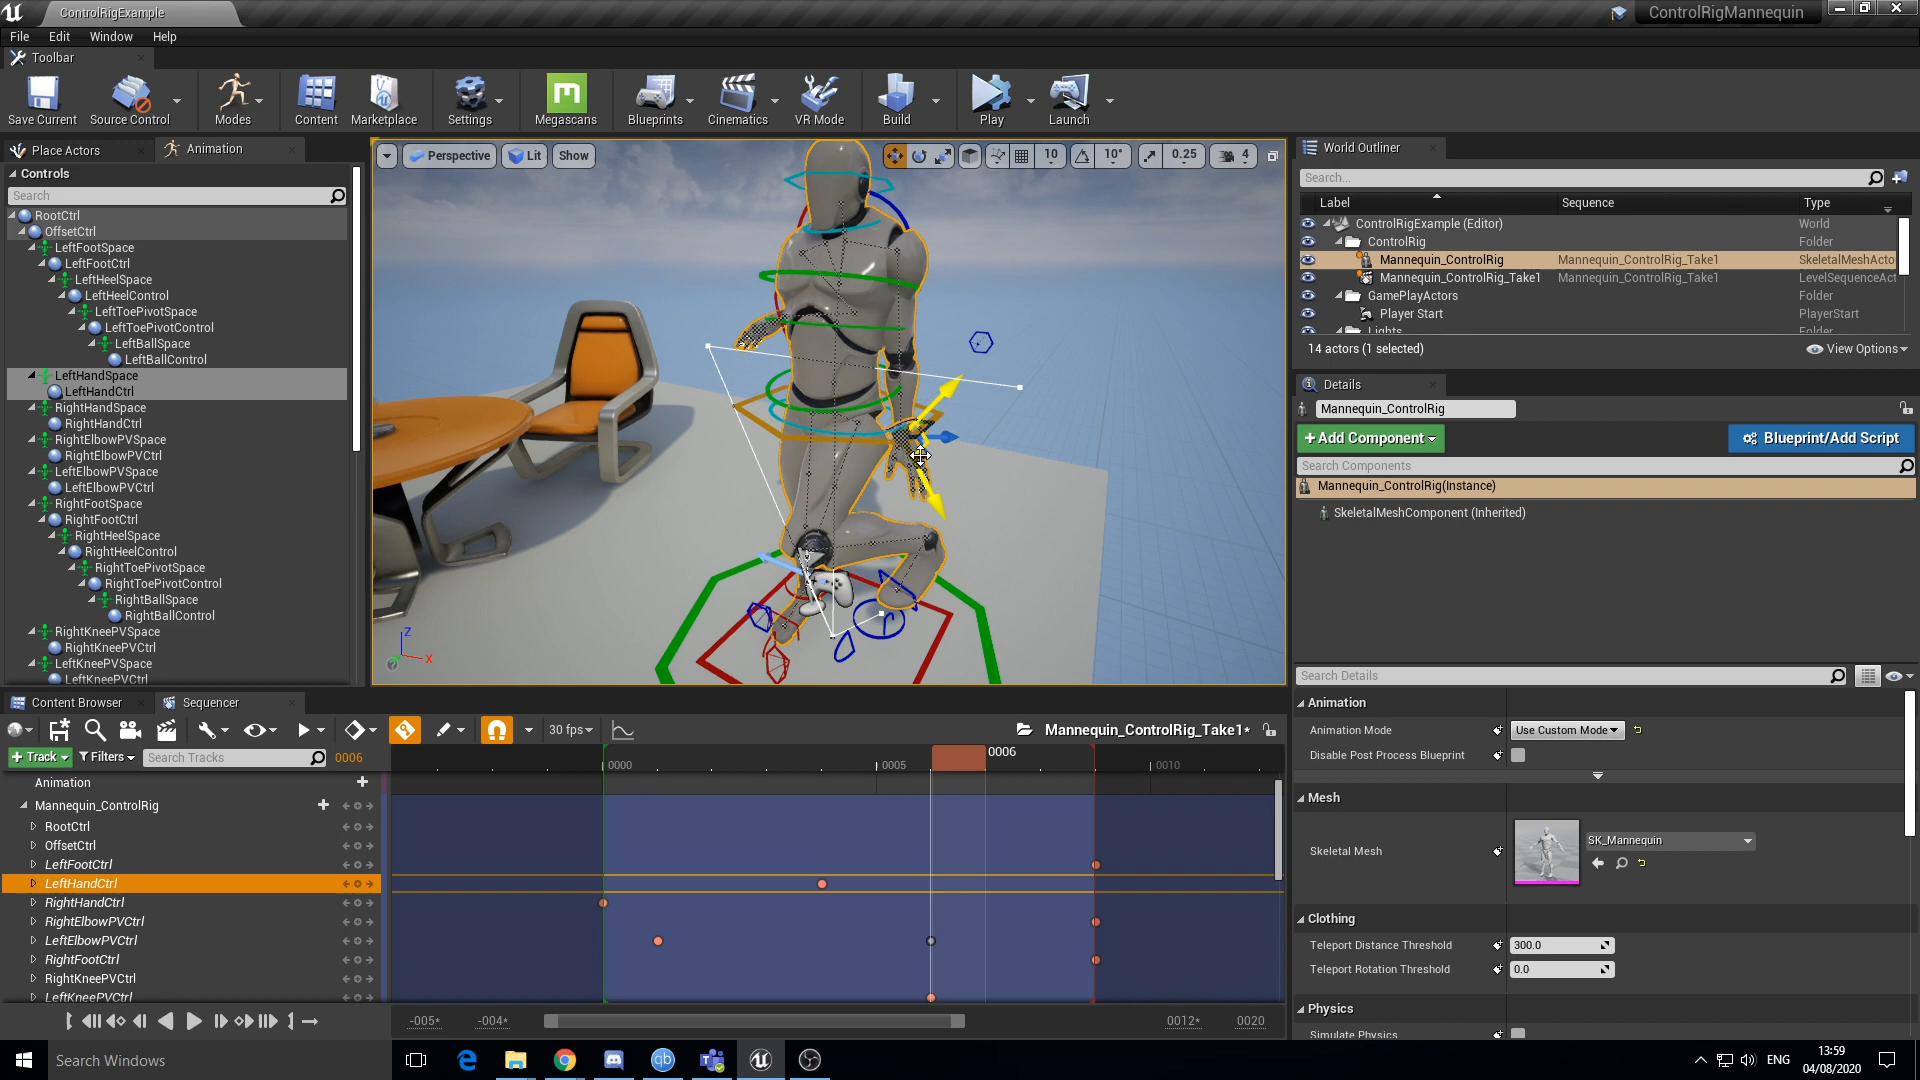 ControlRigExample
ControlRigMannequin
File Edit Window Help
Toolbar
Save Current
Source Control
Modes
Content
Marketplace
Settings
Megascans
Blueprints
Cinematics
VR Mode
Build
Play
Launch
Place Actors
Animation
Controls
Search
RootCtrl
OffsetCtrl
LeftFootSpace
LeftFootCtrl
LeftHeelSpace
LeftHeelControl
LeftToePivotSpace
LeftToePivotControl
LeftBallSpace
LeftBallControl
LeftHandSpace
LeftHandCtrl
RightHandSpace
RightHandCtrl
RightElbowPVSpace
RightElbowPVCtrl
LeftElbowPVSpace
LeftElbowPVCtrl
RightFootSpace
RightFootCtrl
RightHeelSpace
RightHeelControl
RightToePivotSpace
RightToePivotControl
RightBallSpace
RightBallControl
RightKneePVSpace
RightKneePVCtrl
LeftKneePVSpace
LeftKneePVCtrl
Perspective
Lit
Show
10
10°
0.25
4
Z
X
World Outliner
Search...
Label Sequence Type
ControlRigExample (Editor) World
ControlRig Folder
Mannequin_ControlRig Mannequin_ControlRig_Take1 SkeletalMeshActo
Mannequin_ControlRig_Take1 Mannequin_ControlRig_Take1 LevelSequenceAct
GamePlayActors Folder
Player Start PlayerStart
Lights Folder
14 actors (1 selected)
View Options
Details
Mannequin_ControlRig
+Add Component
Blueprint/Add Script
Search Components
Mannequin_ControlRig(Instance)
SkeletalMeshComponent (Inherited)
Search Details
Animation
Animation Mode
Use Custom Mode
Disable Post Process Blueprint
Mesh
Skeletal Mesh
SK_Mannequin
Clothing
Teleport Distance Threshold 300.0
Teleport Rotation Threshold 0.0
Physics
Simulate Physics
Content Browser
Sequencer
30 fps
Mannequin_ControlRig_Take1*
+ Track
Filters
Search Tracks
0006
0000
0005
0006
0010
Animation
Mannequin_ControlRig
RootCtrl
OffsetCtrl
LeftFootCtrl
LeftHandCtrl
RightHandCtrl
RightElbowPVCtrl
LeftElbowPVCtrl
RightFootCtrl
RightKneePVCtrl
LeftKneePVCtrl
-005*
-004*
0012*
0020
Search Windows
ENG
13:59
04/08/2020